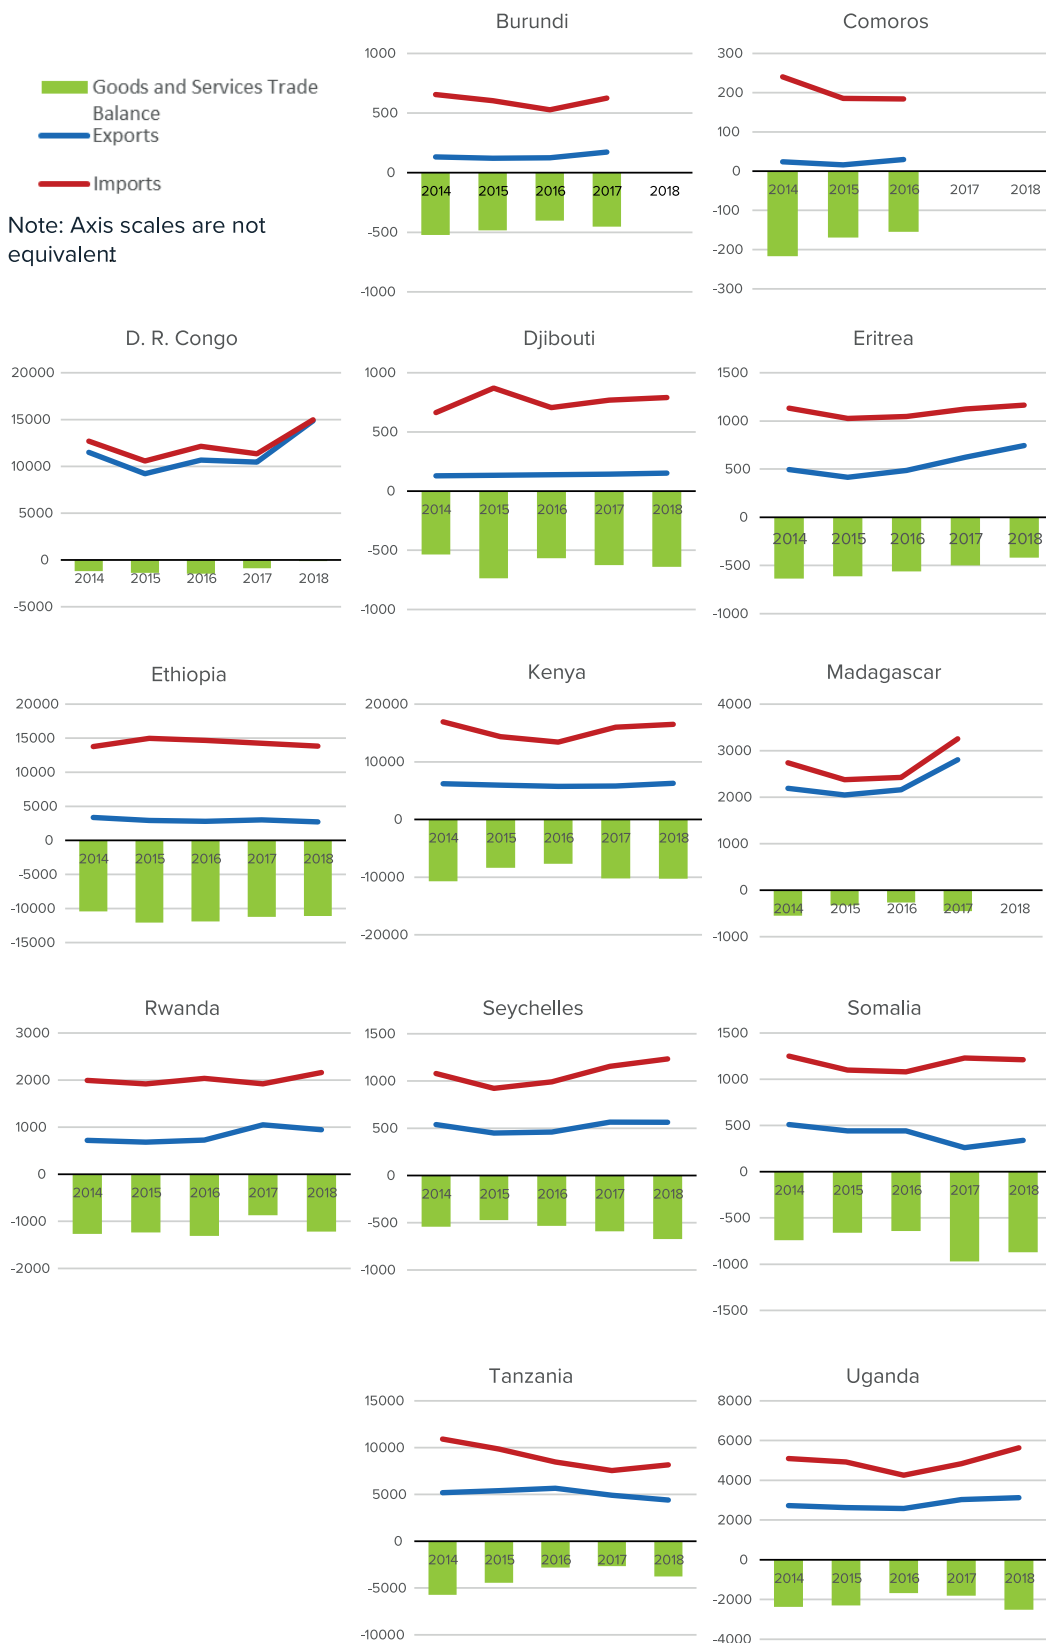 Goods and Services Trade
Balance
Exports
Imports
Note: Axis scales are not
equivalent
Burundi
1000
500
0
-500
-1000
2014 2015 2016 2017 2018
Comoros
300
200
100
0
-100
-200
-300
2014 2015 2016 2017 2018
D. R. Congo
20000
15000
10000
5000
0
-5000
2014 2015 2016 2017 2018
Djibouti
1000
500
0
-500
-1000
2014 2015 2016 2017 2018
Eritrea
1500
1000
500
0
-500
-1000
2014 2015 2016 2017 2018
Ethiopia
20000
15000
10000
5000
0
-5000
-10000
-15000
2014 2015 2016 2017 2018
Kenya
20000
10000
0
-10000
-20000
2014 2015 2016 2017 2018
Madagascar
4000
3000
2000
1000
0
-1000
2014 2015 2016 2017 2018
Rwanda
3000
2000
1000
0
-1000
-2000
2014 2015 2016 2017 2018
Seychelles
1500
1000
500
0
-500
-1000
2014 2015 2016 2017 2018
Somalia
1500
1000
500
0
-500
-1000
-1500
2014 2015 2016 2017 2018
Tanzania
15000
10000
5000
0
-5000
-10000
2014 2015 2016 2017 2018
Uganda
8000
6000
4000
2000
0
-2000
-4000
2014 2015 2016 2017 2018